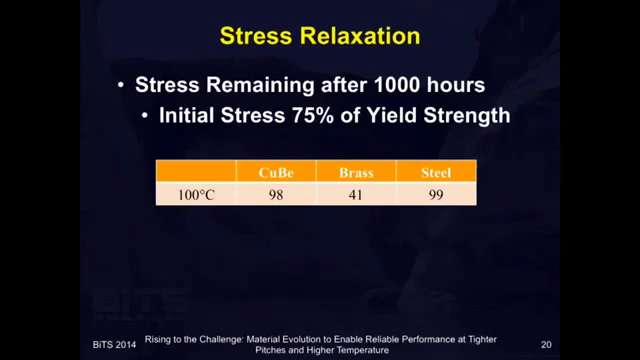 Stress Relaxation
• Stress Remaining after 1000 hours
• Initial Stress 75% of Yield Strength
CuBe Brass Steel
100°C 98 41 99
BiTS
BiTS 2014
Rising to the Challenge: Material Evolution to Enable Reliable Performance at Tighter
Pitches and Higher Temperature
20